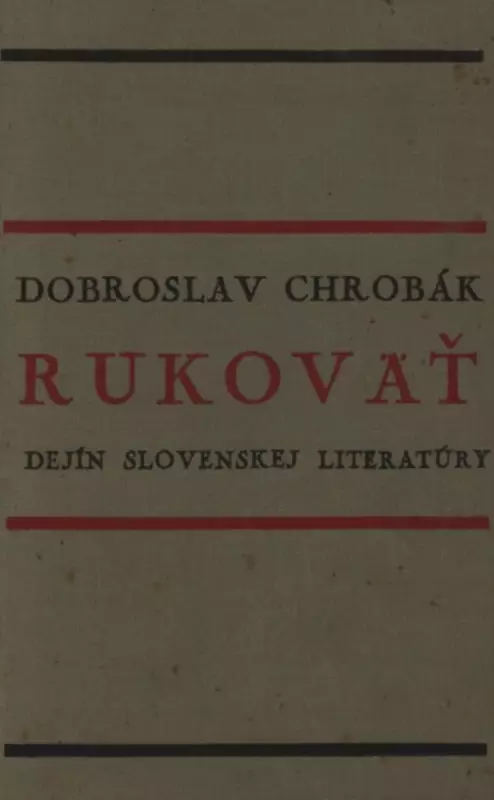 DOBROSLAV CHROBÁK
RUKOVÄŤ
DEJÍN SLOVENSKEJ LITERATÚRY